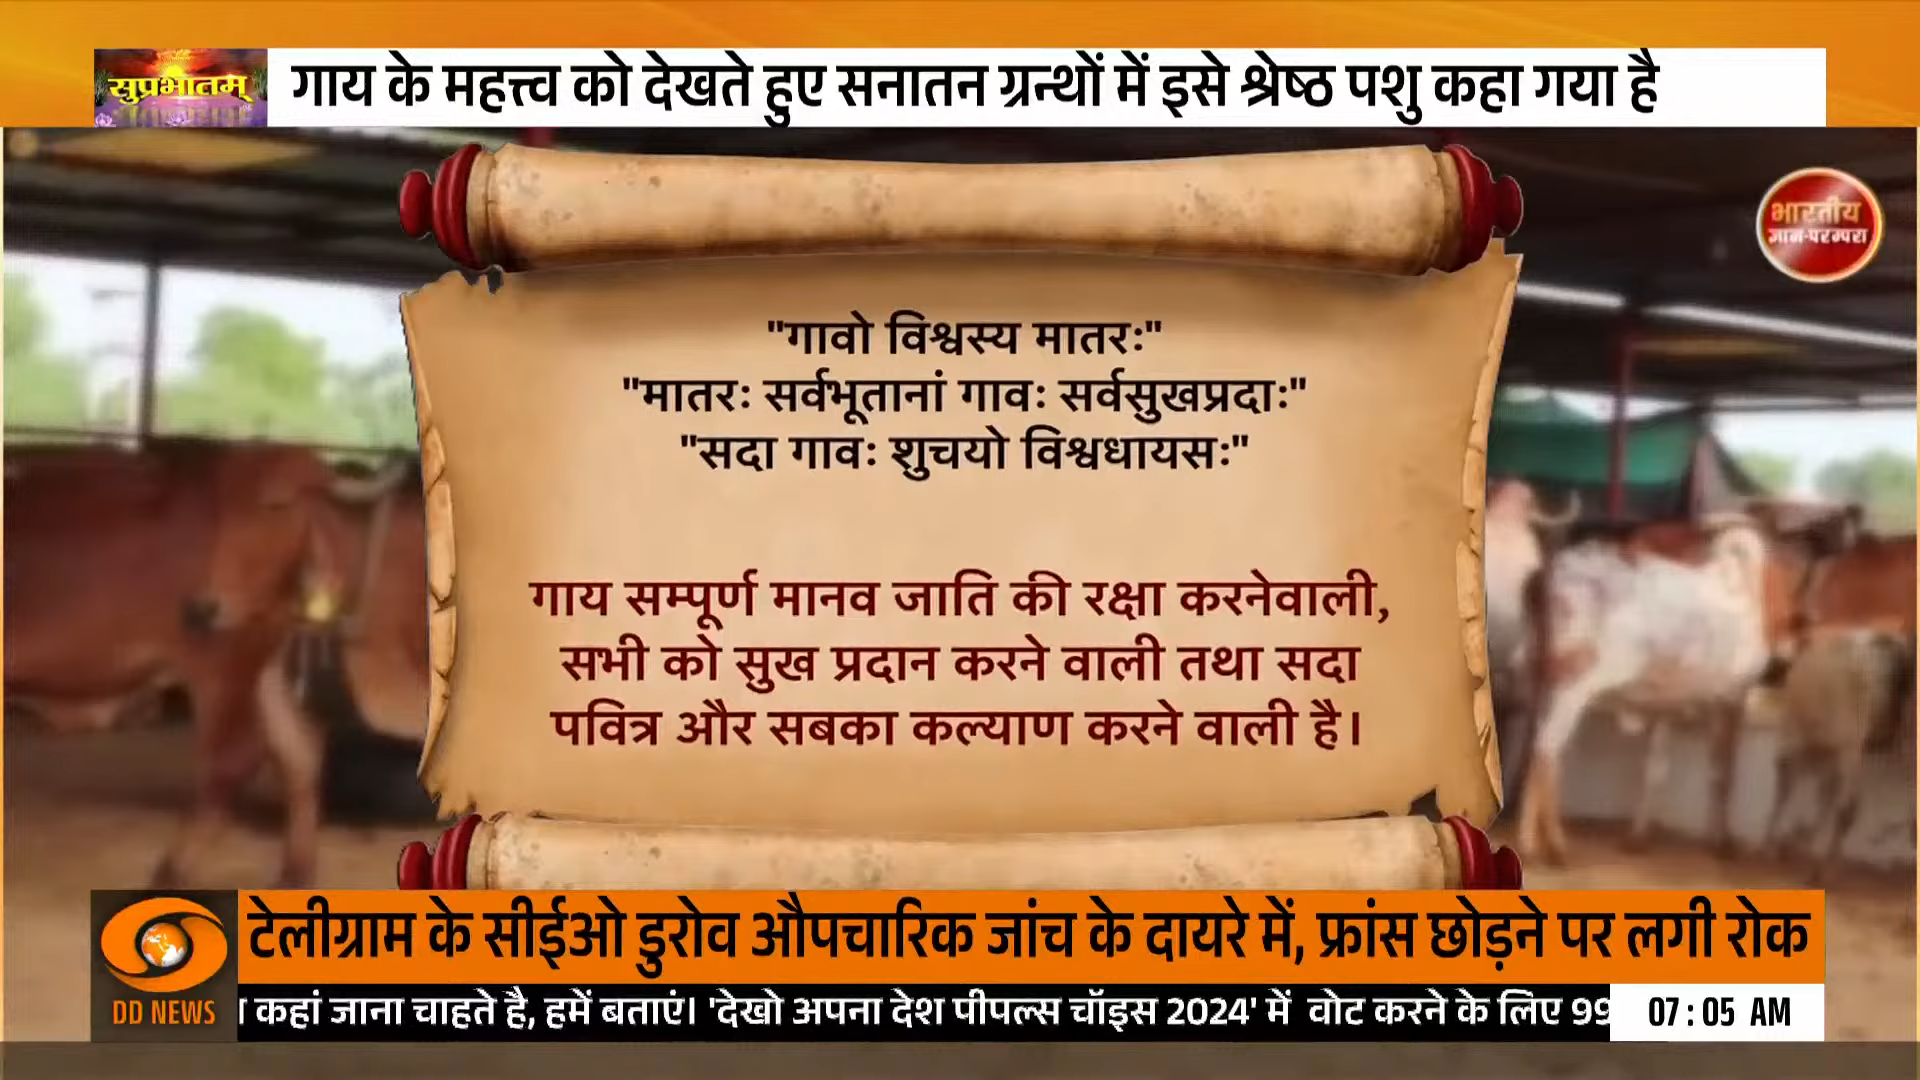 सुप्रभातम्
गाय के महत्त्व को देखते हुए सनातन ग्रन्थों में इसे श्रेष्ठ पशु कहा गया है
भारतीय
ज्ञान-परम्परा
"गावो विश्वस्य मातरः"
"मातरः सर्वभूतानां गावः सर्वसुखप्रदाः"
"सदा गावः शुचयो विश्वधायसः"
गाय सम्पूर्ण मानव जाति की रक्षा करनेवाली,
सभी को सुख प्रदान करने वाली तथा सदा
पवित्र और सबका कल्याण करने वाली है।
टेलीग्राम के सीईओ डुरोव औपचारिक जांच के दायरे में, फ्रांस छोड़ने पर लगी रोक
DD NEWS
कहां जाना चाहते है, हमें बताएं। 'देखो अपना देश पीपल्स चॉइस 2024' में वोट करने के लिए 99
07:05 AM